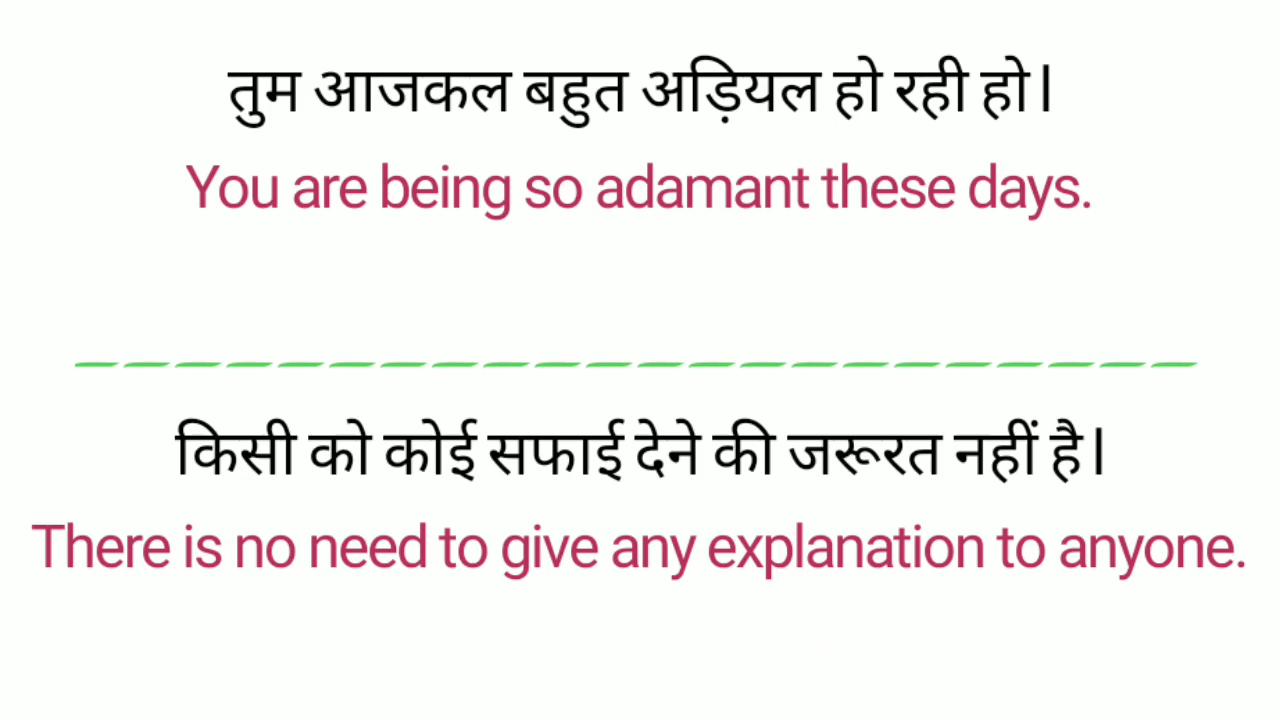 तुम आजकल बहुत अड़ियल हो रही हो।
You are being so adamant these days.
किसी को कोई सफाई देने की जरूरत नहीं है।
There is no need to give any explanation to anyone.